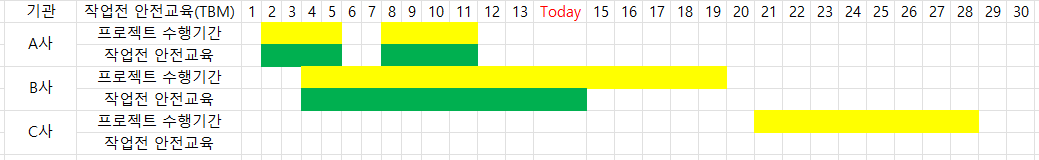 기관 작업전 안전교육(TBM) 1 2 3 4 5 6 7 8 9 10 11 12 13 Today 15 16 17 18 19 20 21 22 23 24 25 26 27 28 29 30
A사 프로젝트 수행기간
작업전 안전교육
B사 프로젝트 수행기간
작업전 안전교육
C사 프로젝트 수행기간
작업전 안전교육